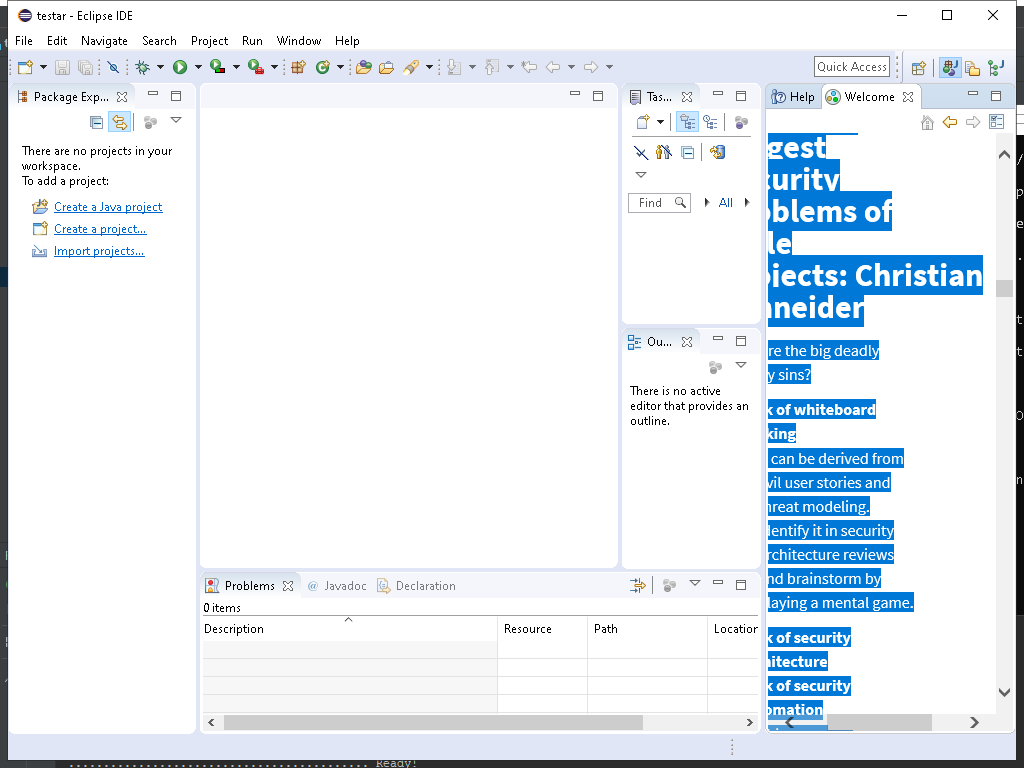 testar - Eclipse IDE
File Edit Navigate Search Project Run Window Help
Quick Access
Package Exp...
There are no projects in your
workspace.
To add a project:
Create a Java project
Create a project...
Import projects...
Tas...
Find
All
Ou...
There is no active
editor that provides an
outline.
Help Welcome
gest
curity
oblems of
le
ojects: Christian
hneider
re the big deadly
y sins?
k of whiteboard
king
can be derived from
vil user stories and
hreat modeling.
dentify it in security
rchitecture reviews
nd brainstorm by
laying a mental game.
k of security
hitecture
k of security
omation
Problems @ Javadoc Declaration
0 items
Description Resource Path Location
Ready!